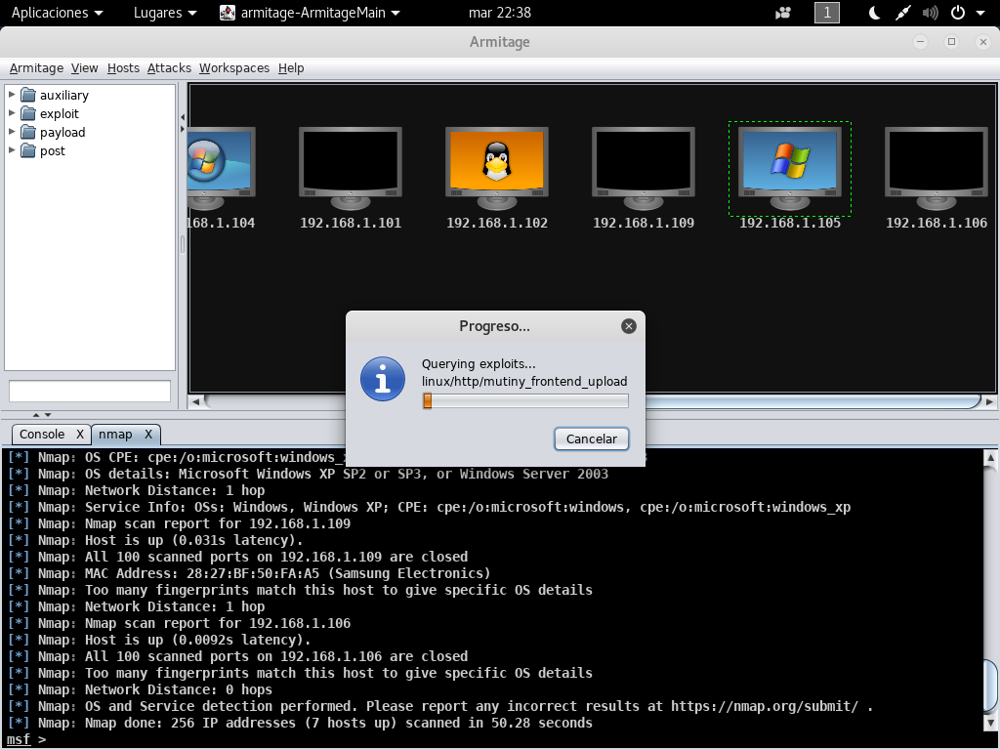 Aplicaciones Lugares armitage-ArmitageMain mar 22:38 1
Armitage
Armitage View Hosts Attacks Workspaces Help
auxiliary
exploit
payload
post
168.1.104 192.168.1.101 192.168.1.102 192.168.1.109 192.168.1.105 192.168.1.106
Progreso...
Querying exploits...
linux/http/mutiny_frontend_upload
Cancelar
Console X nmap X
[*] Nmap: OS CPE: cpe:/o:microsoft:windows_
[*] Nmap: OS details: Microsoft Windows XP SP2 or SP3, or Windows Server 2003
[*] Nmap: Network Distance: 1 hop
[*] Nmap: Service Info: OSs: Windows, Windows XP; CPE: cpe:/o:microsoft:windows, cpe:/o:microsoft:windows_xp
[*] Nmap: Nmap scan report for 192.168.1.109
[*] Nmap: Host is up (0.031s latency).
[*] Nmap: All 100 scanned ports on 192.168.1.109 are closed
[*] Nmap: MAC Address: 28:27:BF:50:FA:A5 (Samsung Electronics)
[*] Nmap: Too many fingerprints match this host to give specific OS details
[*] Nmap: Network Distance: 1 hop
[*] Nmap: Nmap scan report for 192.168.1.106
[*] Nmap: Host is up (0.0092s latency).
[*] Nmap: All 100 scanned ports on 192.168.1.106 are closed
[*] Nmap: Too many fingerprints match this host to give specific OS details
[*] Nmap: Network Distance: 0 hops
[*] Nmap: OS and Service detection performed. Please report any incorrect results at https://nmap.org/submit/ .
[*] Nmap: Nmap done: 256 IP addresses (7 hosts up) scanned in 50.28 seconds
msf >